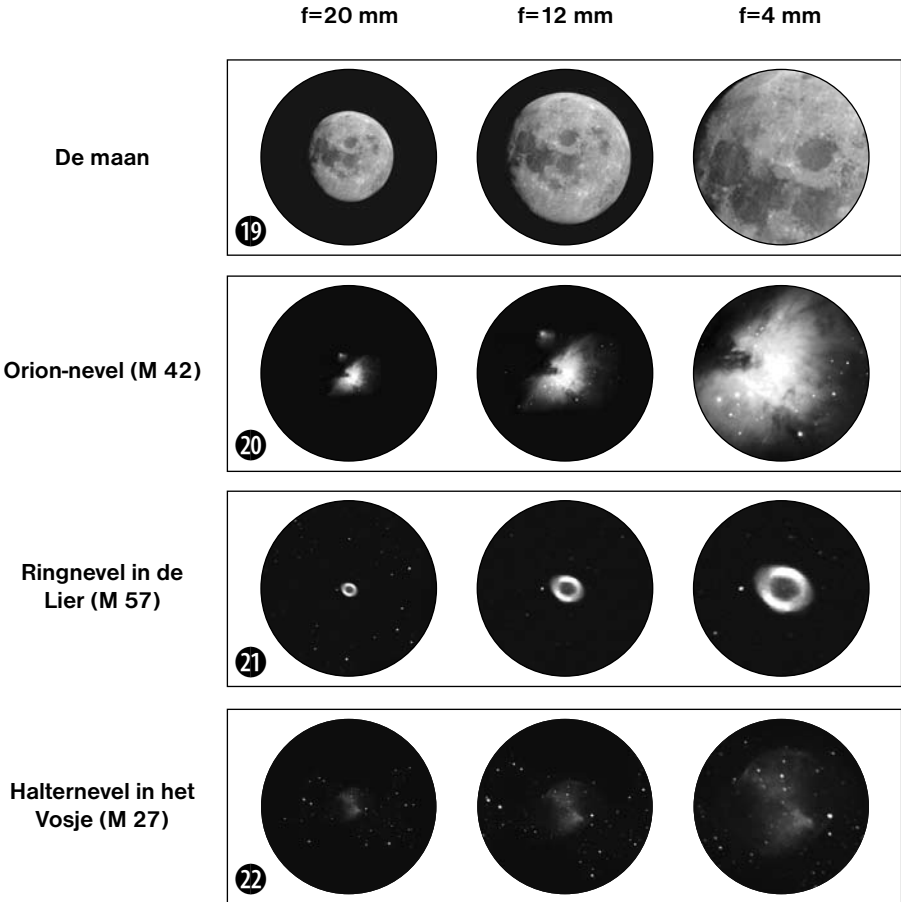 f=20 mm f=12 mm f=4 mm
De maan
19
Orion-nevel (M 42)
20
Ringnevel in de
Lier (M 57)
21
Halternevel in het
Vosje (M 27)
22